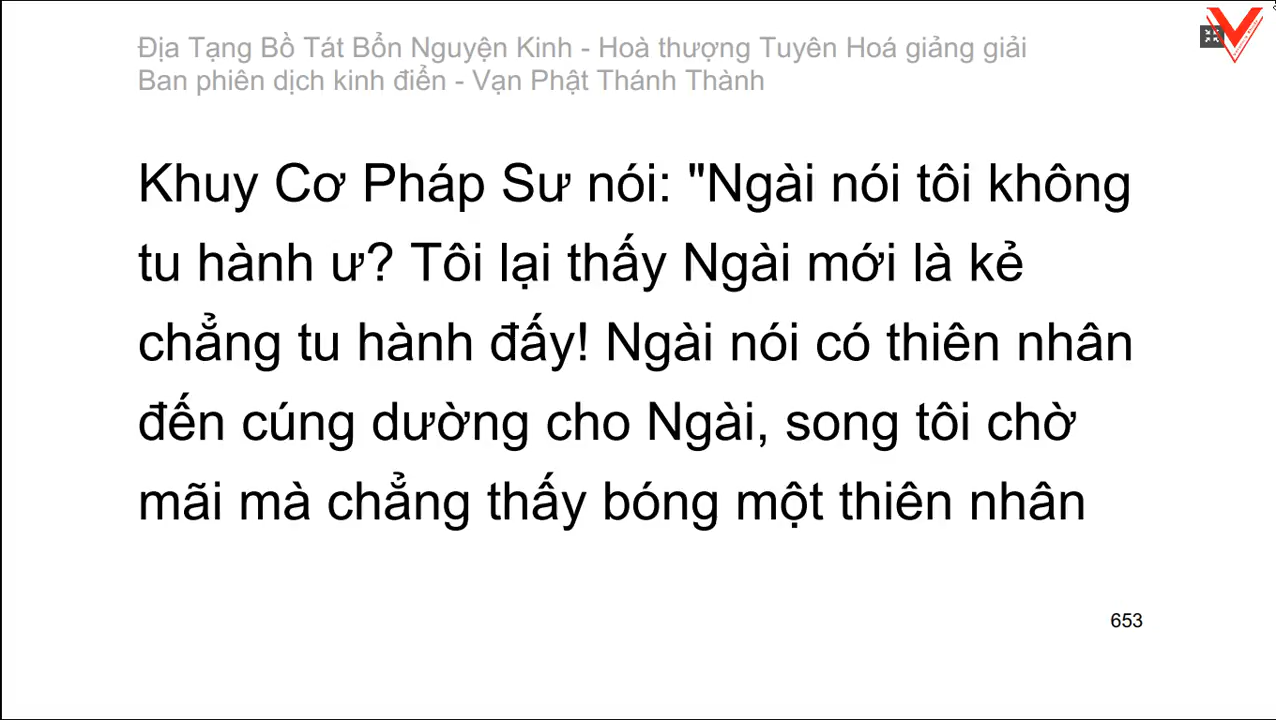 Địa Tạng Bồ Tát Bổn Nguyện Kinh - Hoà thượng Tuyên Hoá giảng giải
Ban phiên dịch kinh điển - Vạn Phật Thánh Thành
Khuy Cơ Pháp Sư nói: "Ngài nói tôi không
tu hành ư? Tôi lại thấy Ngài mới là kẻ
chẳng tu hành đấy! Ngài nói có thiên nhân
đến cúng dường cho Ngài, song tôi chờ
mãi mà chẳng thấy bóng một thiên nhân
653